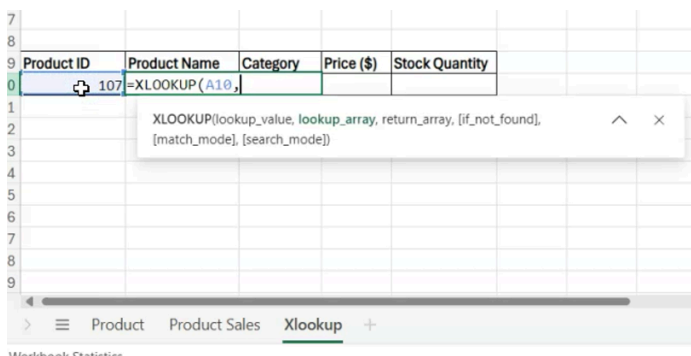 7
8
9 Product ID Product Name Category Price ($) Stock Quantity
0 107 =XLOOKUP(A10,
1
XLOOKUP(lookup_value, lookup_array, return_array, [if_not_found],
2
[match_mode], [search_mode])
3
4
5
6
7
8
9
Product Product Sales Xlookup
Workbook Statistics